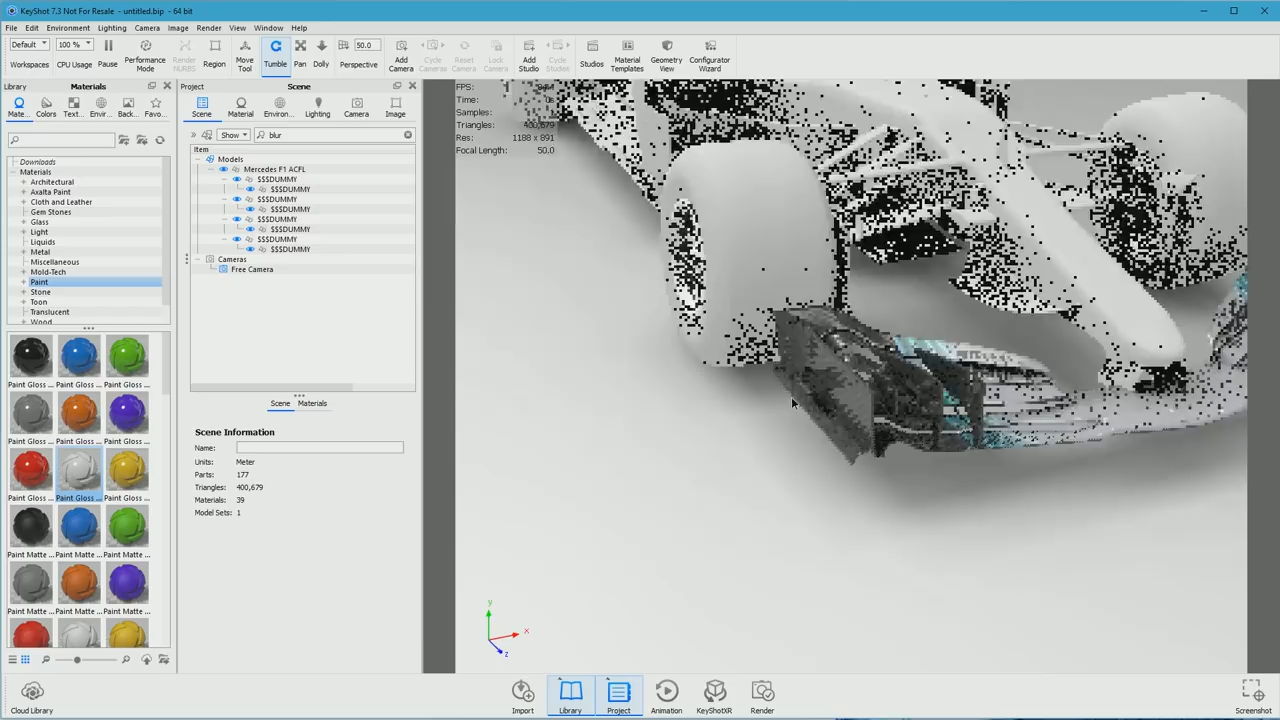 KeyShot 7.3 Not For Resale - untitled.bip - 64 bit
File Edit Environment Lighting Camera Image Render View Window Help
Default 100 % 50.0
Workspaces CPU Usage Pause Performance Mode Render NURBS Region Move Tool Tumble Pan Dolly Perspective Add Camera Cycle Cameras Reset Camera Lock Camera Add Studio Cycle Studios Studios Material Templates Geometry View Configurator Wizard
Library Materials
Mate... Colors Text... Envir... Back... Favo...
Downloads
Materials
Architectural
Axalta Paint
Cloth and Leather
Gem Stones
Glass
Light
Liquids
Metal
Miscellaneous
Mold-Tech
Paint
Stone
Toon
Translucent
Wood
Paint Gloss ... Paint Gloss ... Paint Gloss ...
Paint Gloss ... Paint Gloss ... Paint Gloss ...
Paint Gloss ... Paint Gloss ... Paint Gloss ...
Paint Matte ... Paint Matte ... Paint Matte ...
Paint Matte ... Paint Matte ... Paint Matte ...
Cloud Library
Project Scene
Scene Material Environ... Lighting Camera Image
» Show blur
Item
Models
Mercedes F1 ACFL
$$$DUMMY
$$$DUMMY
$$$DUMMY
$$$DUMMY
$$$DUMMY
$$$DUMMY
$$$DUMMY
$$$DUMMY
Cameras
Free Camera
Scene Materials
Scene Information
Name:
Units: Meter
Parts: 177
Triangles: 400,679
Materials: 39
Model Sets: 1
FPS:
Time: 0s
Samples:
Triangles: 400,679
Res: 1188 x 891
Focal Length: 50.0
y
x
z
Import Library Project Animation KeyShotXR Render Screenshot